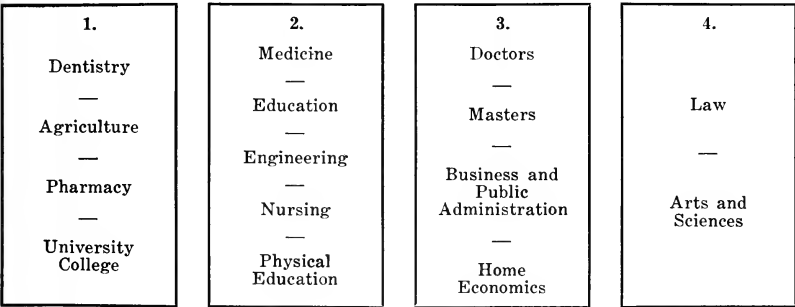 1.
Dentistry
—
Agriculture
—
Pharmacy
—
University
College
2.
Medicine
—
Education
—
Engineering
—
Nursing
—
Physical
Education
3.
Doctors
—
Masters
—
Business and
Public
Administration
—
Home
Economics
4.
Law
—
Arts and
Sciences